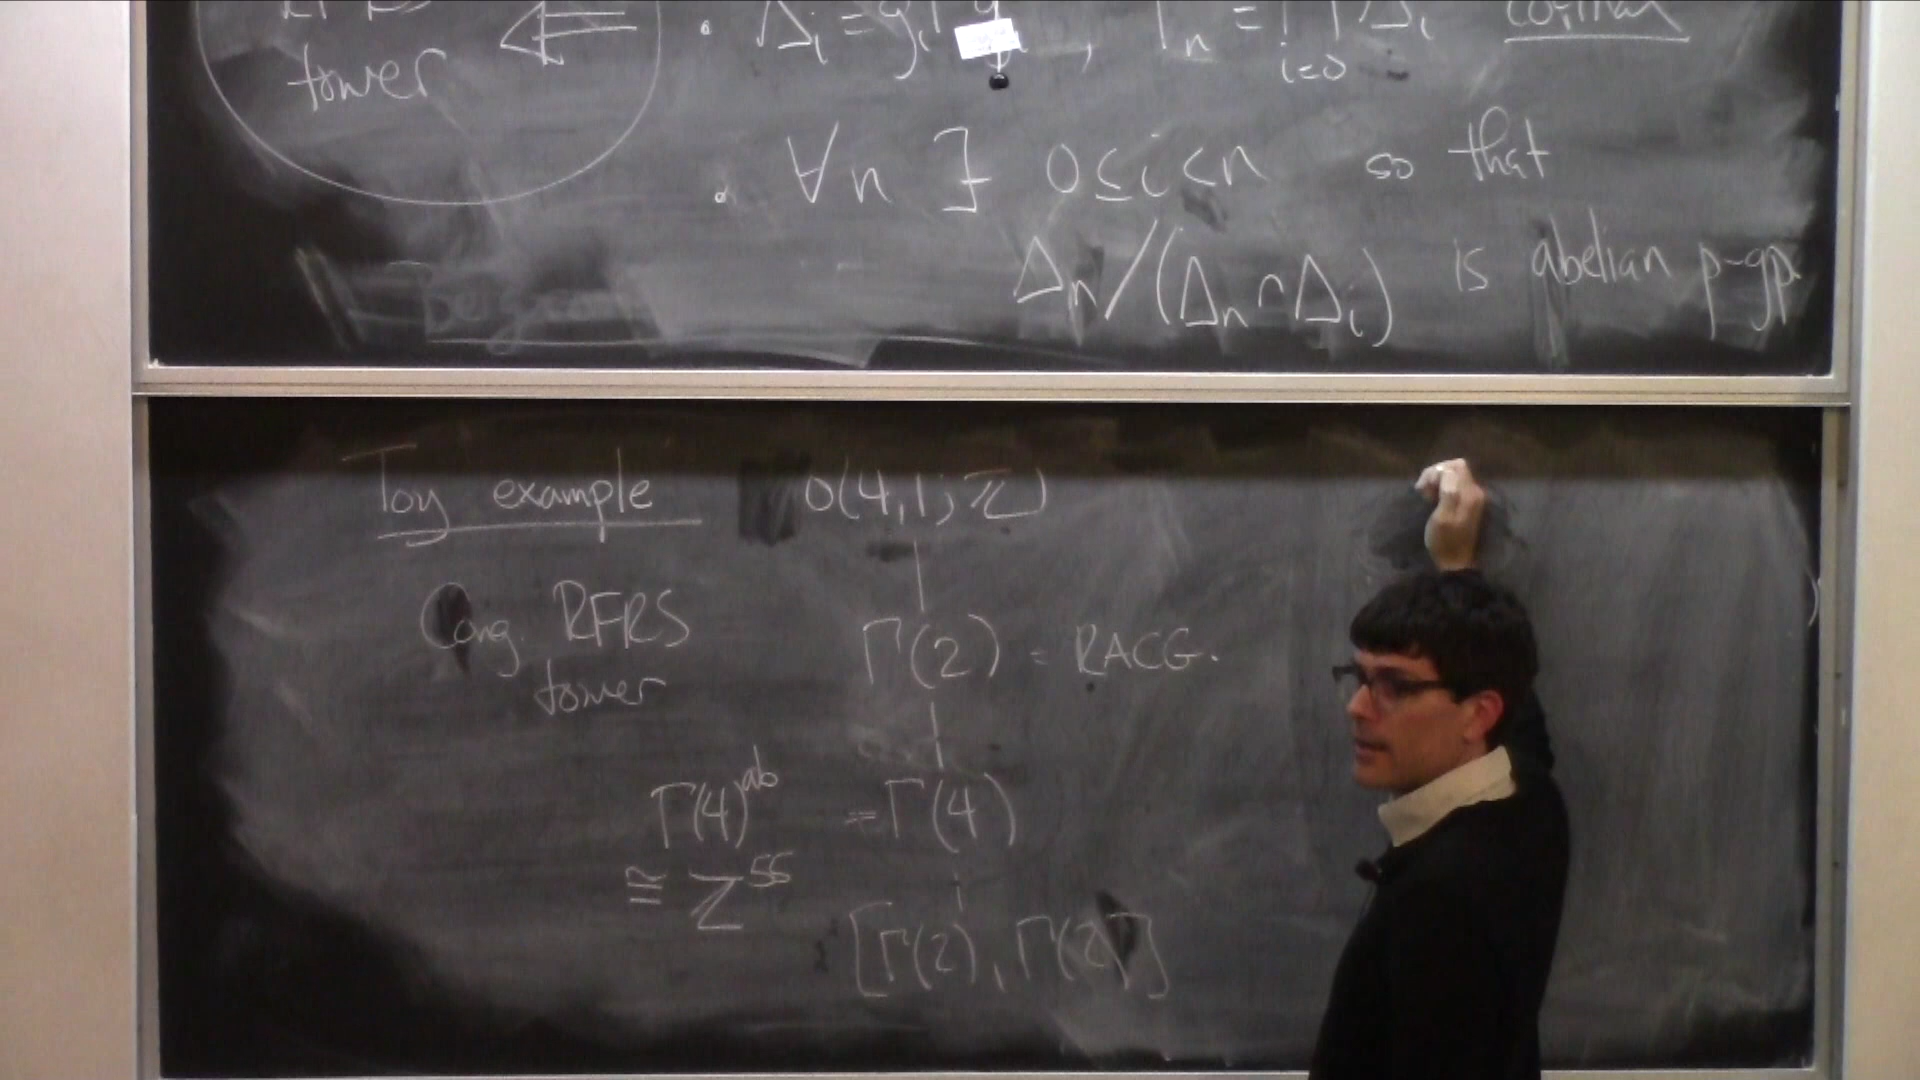 tower ⇐ · Δ_i = g_i Γ g , Γ_n = ∩ Δ_i cofinal
i=0
· ∀n ∃ 0≤i<n so that
Δ_n/(Δ_n∩Δ_i) is abelian p-gp
Toy example O(4,1;ℤ)
Cong. RFRS
tower
Γ(2) = RACG.
Γ(4)^ab = Γ(4)
≅ ℤ^55
[Γ(2), Γ(2)]